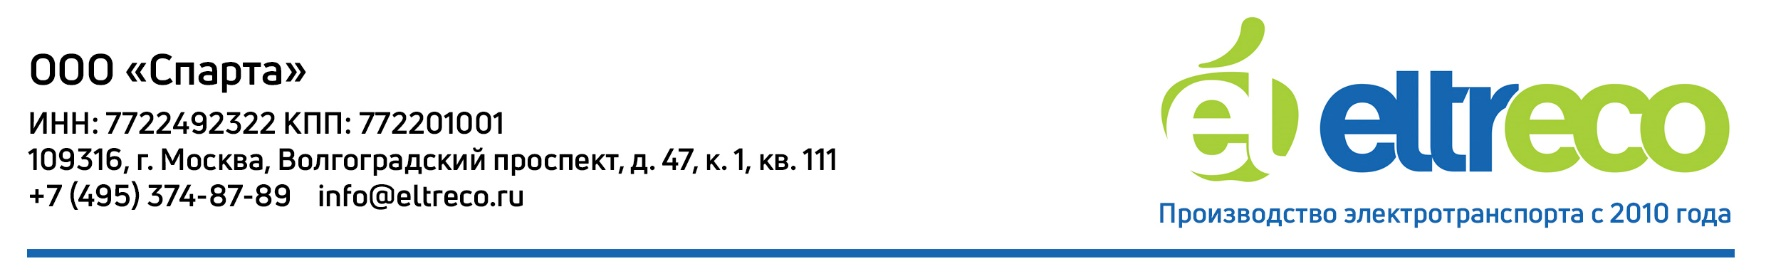 ООО «Спарта»
ИНН: 7722492322 КПП: 772201001
109316, г. Москва, Волгоградский проспект, д. 47, к. 1, кв. 111
+7 (495) 374-87-89 info@eltreco.ru
él eltreco
Производство электротранспорта с 2010 года